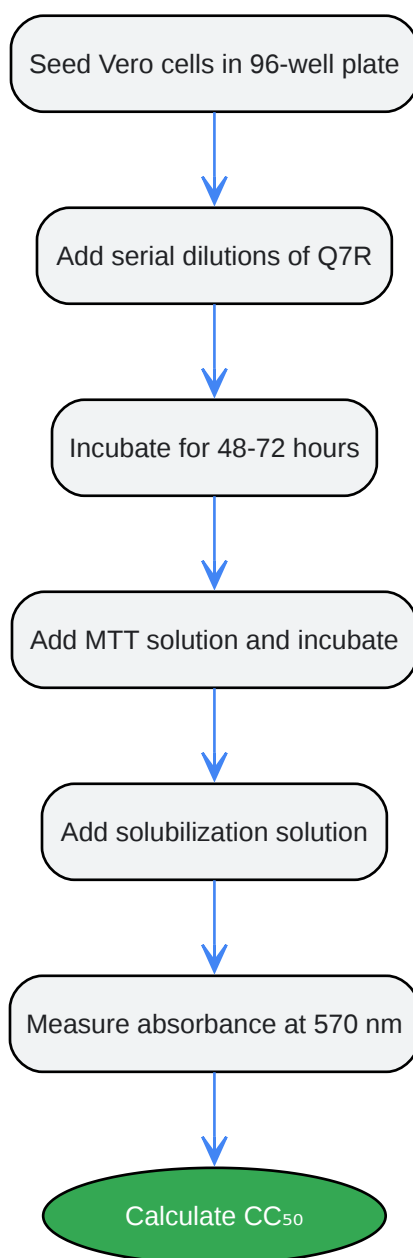 Seed Vero cells in 96-well plate
Add serial dilutions of Q7R
Incubate for 48-72 hours
Add MTT solution and incubate
Add solubilization solution
Measure absorbance at 570 nm
Calculate CC₅₀